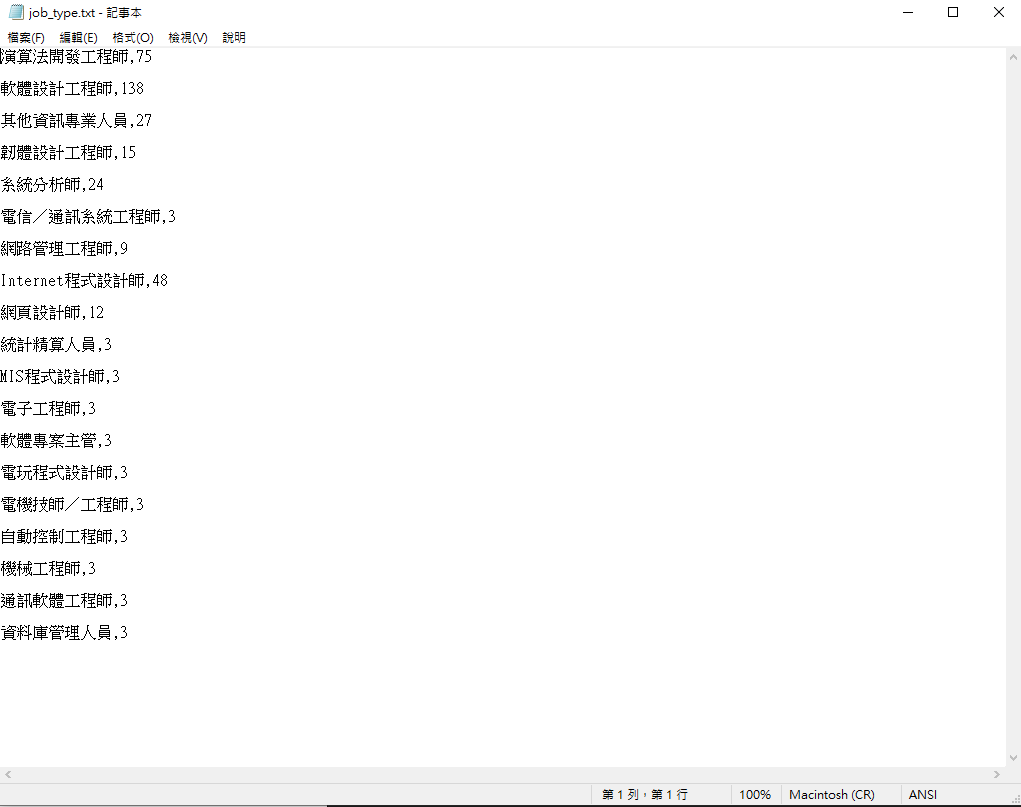 job_type.txt - 記事本
檔案(F) 編輯(E) 格式(O) 檢視(V) 說明
演算法開發工程師,75
軟體設計工程師,138
其他資訊專業人員,27
韌體設計工程師,15
系統分析師,24
電信／通訊系統工程師,3
網路管理工程師,9
Internet程式設計師,48
網頁設計師,12
統計精算人員,3
MIS程式設計師,3
電子工程師,3
軟體專案主管,3
電玩程式設計師,3
電機技師／工程師,3
自動控制工程師,3
機械工程師,3
通訊軟體工程師,3
資料庫管理人員,3
第 1 列，第 1 行 100% Macintosh (CR) ANSI